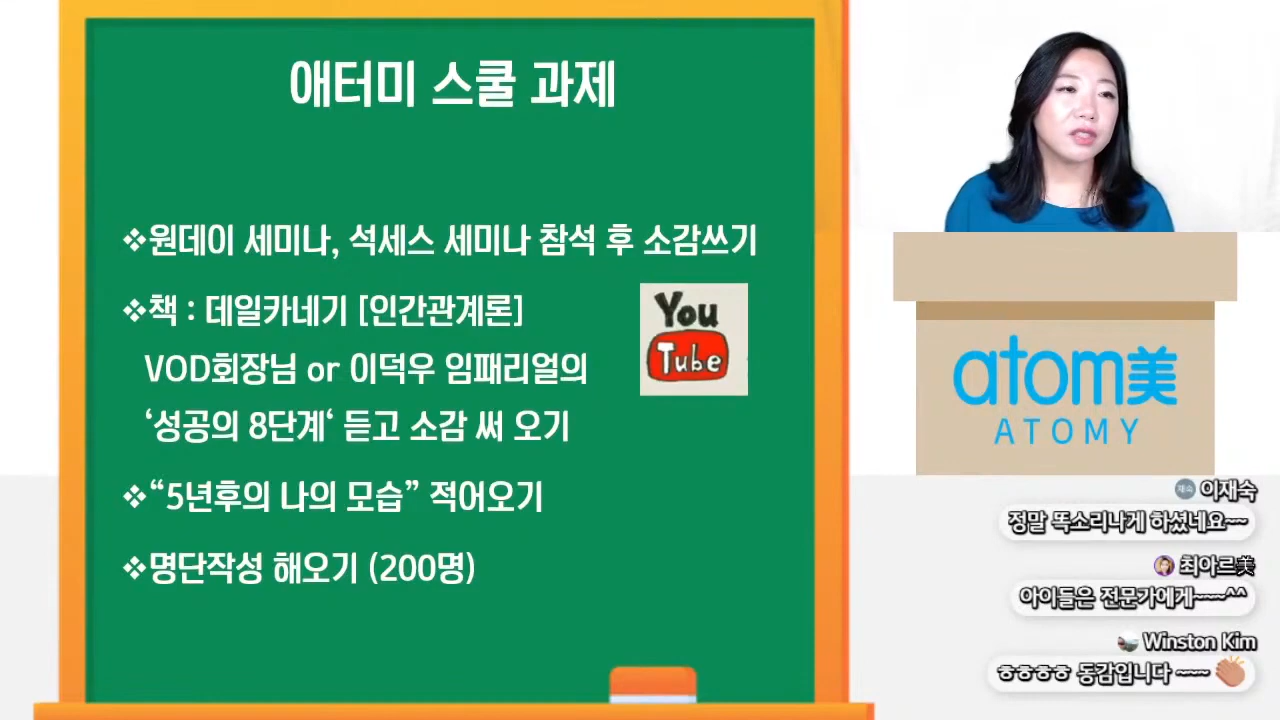 애터미 스쿨 과제
❖원데이 세미나, 석세스 세미나 참석 후 소감쓰기
❖책 : 데일카네기 [인간관계론]
VOD회장님 or 이덕우 임패리얼의
‘성공의 8단계‘ 듣고 소감 써 오기
❖“5년후의 나의 모습” 적어오기
❖명단작성 해오기 (200명)
You
Tube
atom美
ATOMY
재숙 이재숙
정말 똑소리나게 하셨네요~~
최아르美
아이들은 전문가에게~~~^^
Winston Kim
ㅎㅎㅎㅎ 동감입니다 ~~~ 👏